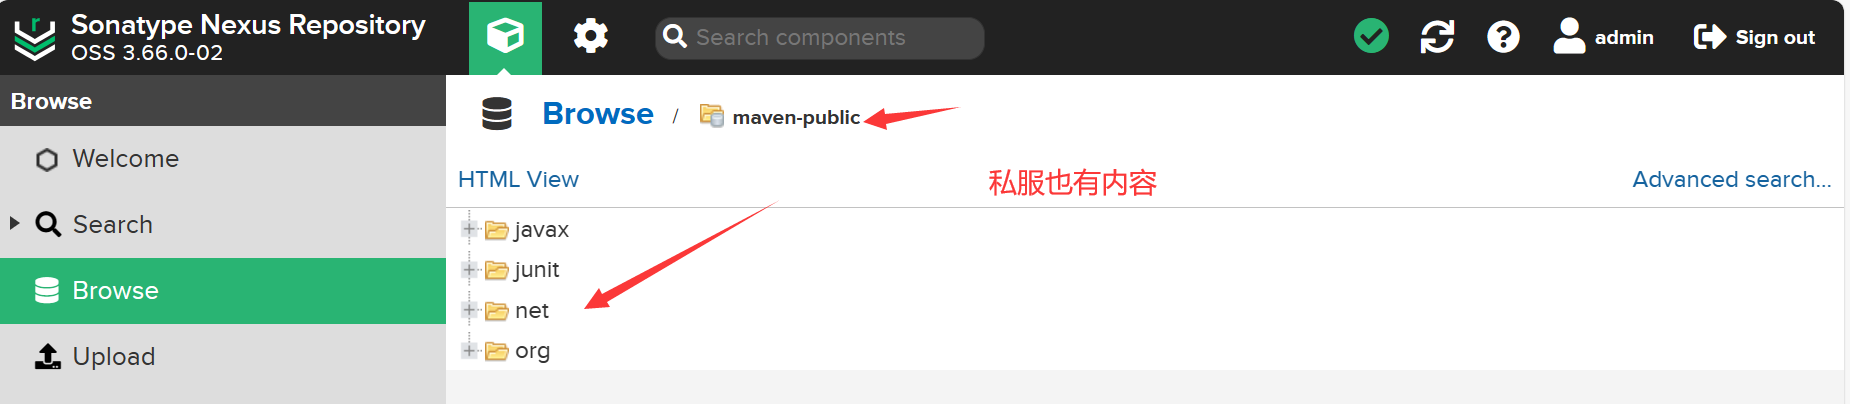 Sonatype Nexus Repository
OSS 3.66.0-02
Search components
admin
Sign out
Browse
Welcome
Search
Browse
Upload
Browse / maven-public
HTML View
私服也有内容
Advanced search...
javax
junit
net
org